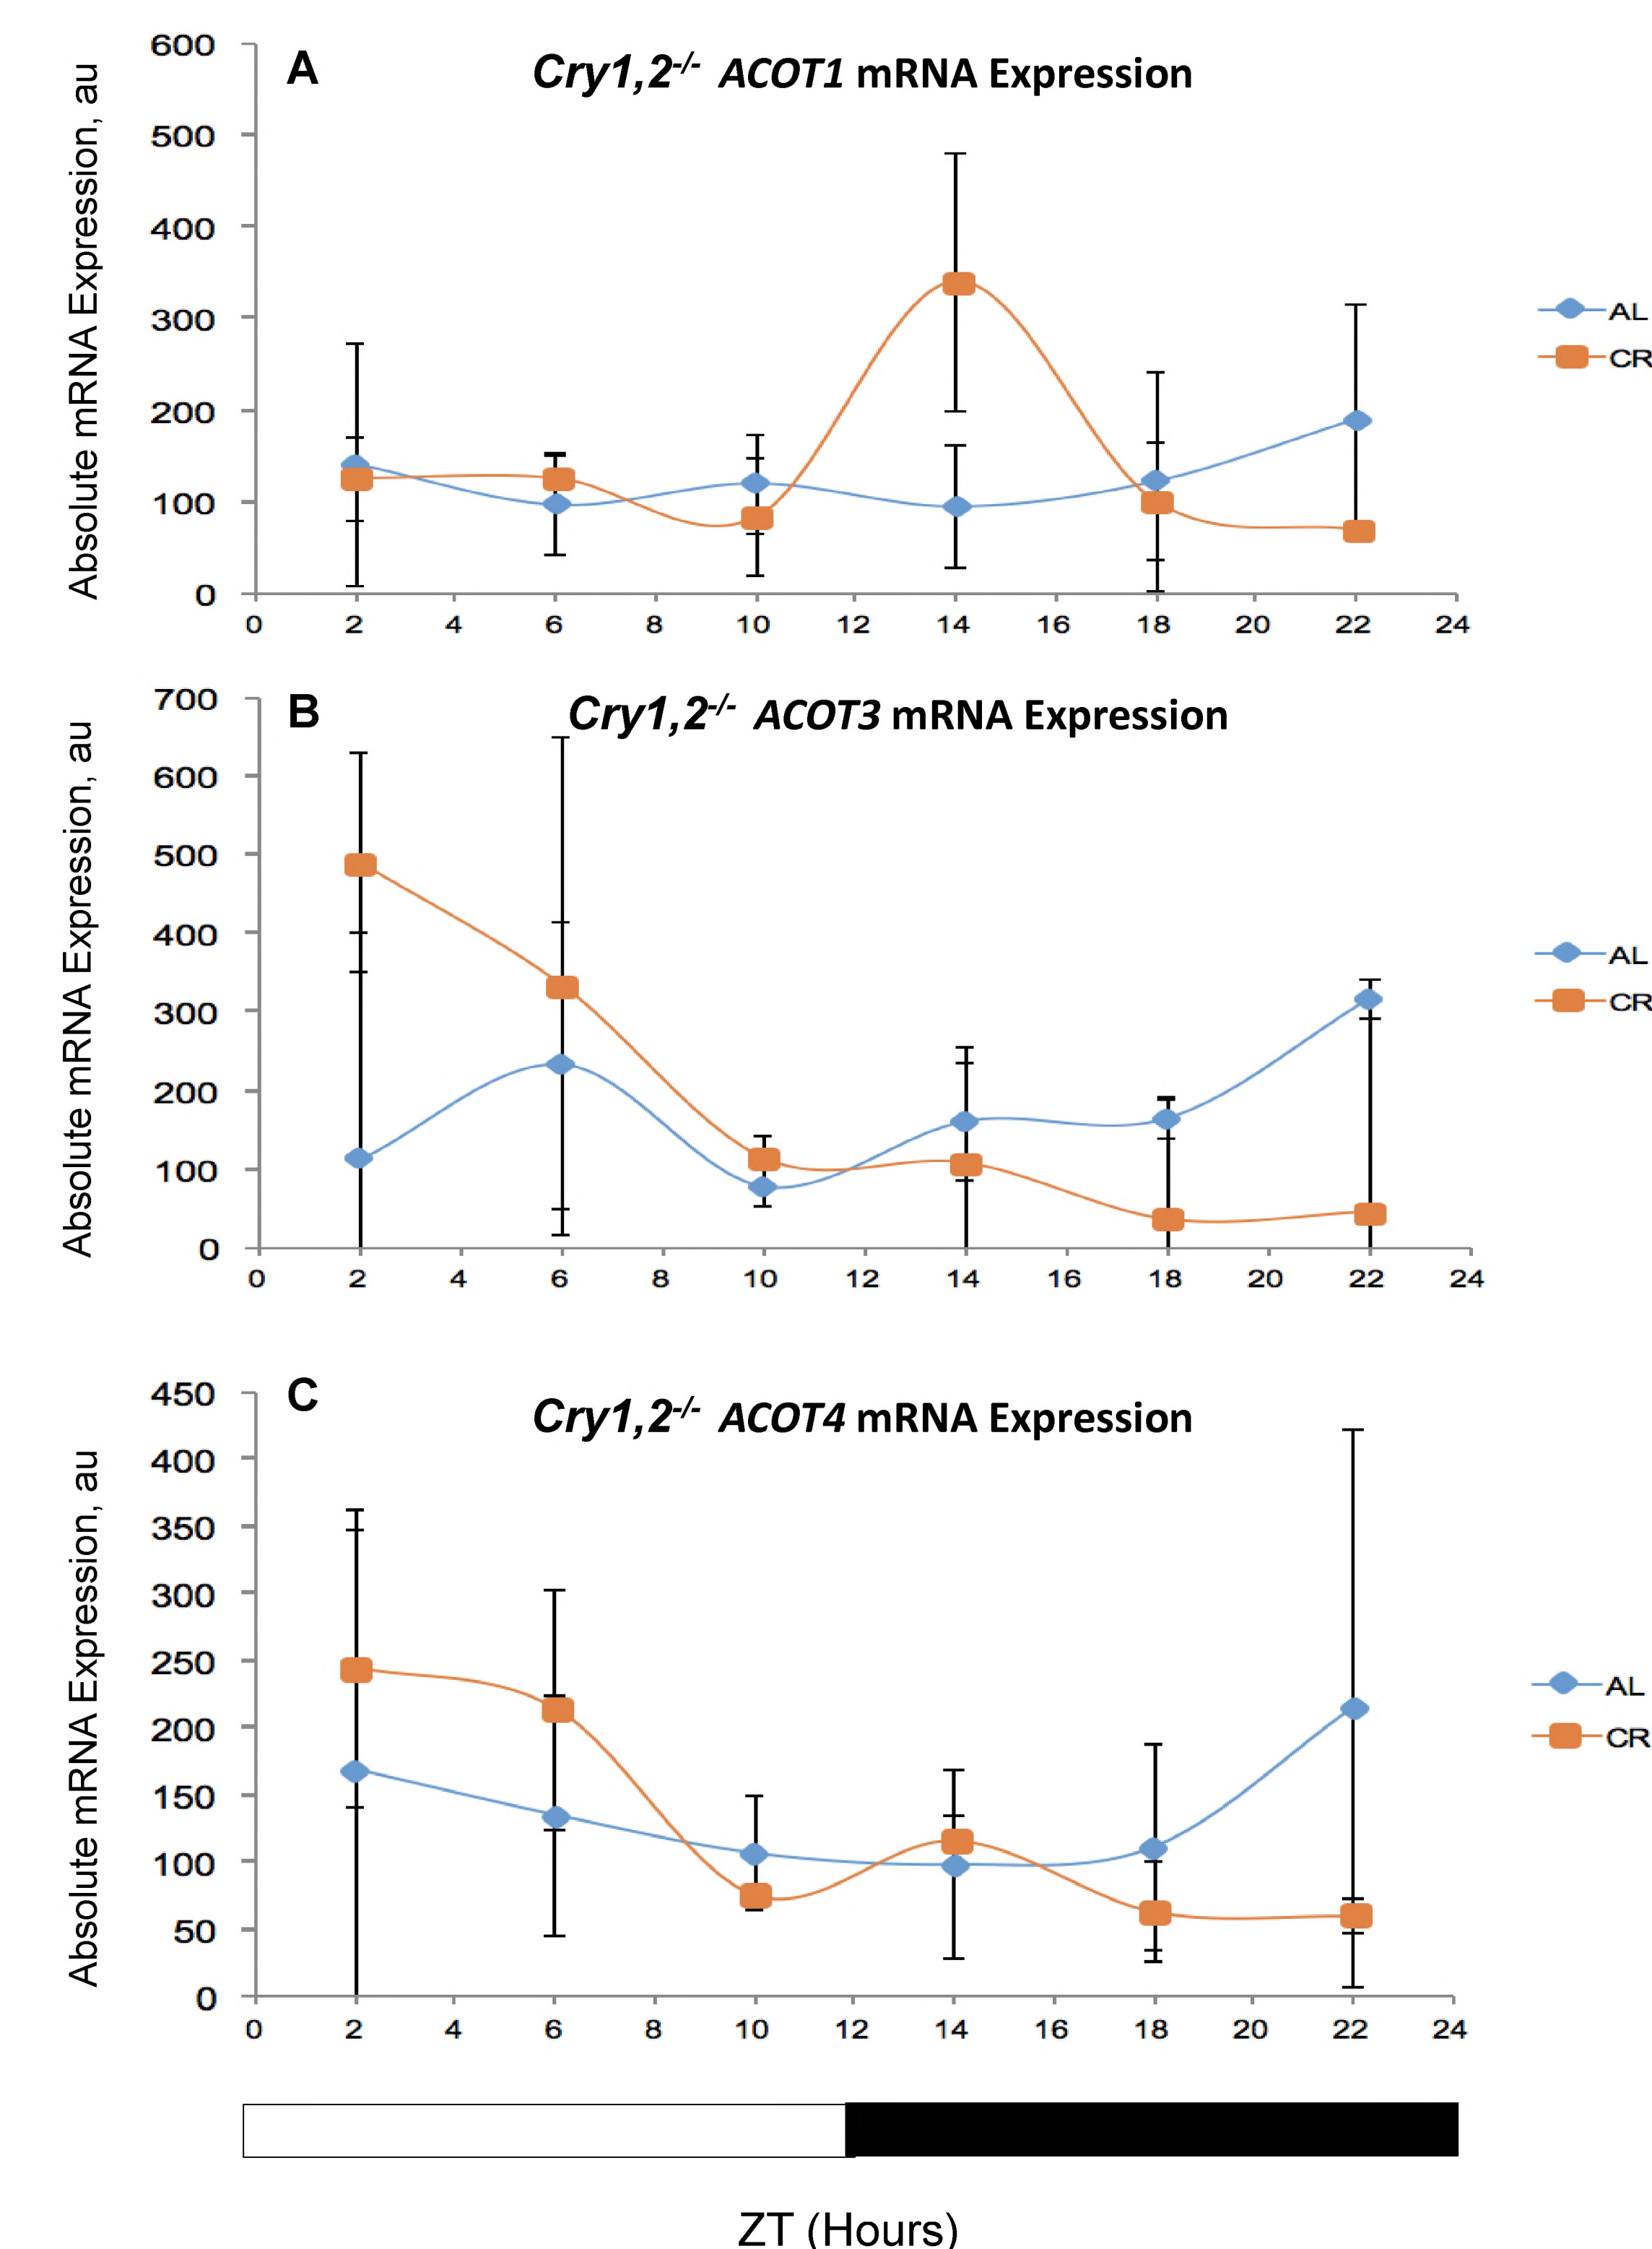 A
Cry1,2-/- ACOT1 mRNA Expression
Absolute mRNA Expression, au
600
500
400
300
200
100
0
0 2 4 6 8 10 12 14 16 18 20 22 24
AL
CR
B
Cry1,2-/- ACOT3 mRNA Expression
Absolute mRNA Expression, au
700
600
500
400
300
200
100
0
0 2 4 6 8 10 12 14 16 18 20 22 24
AL
CR
C
Cry1,2-/- ACOT4 mRNA Expression
Absolute mRNA Expression, au
450
400
350
300
250
200
150
100
50
0
0 2 4 6 8 10 12 14 16 18 20 22 24
AL
CR
ZT (Hours)